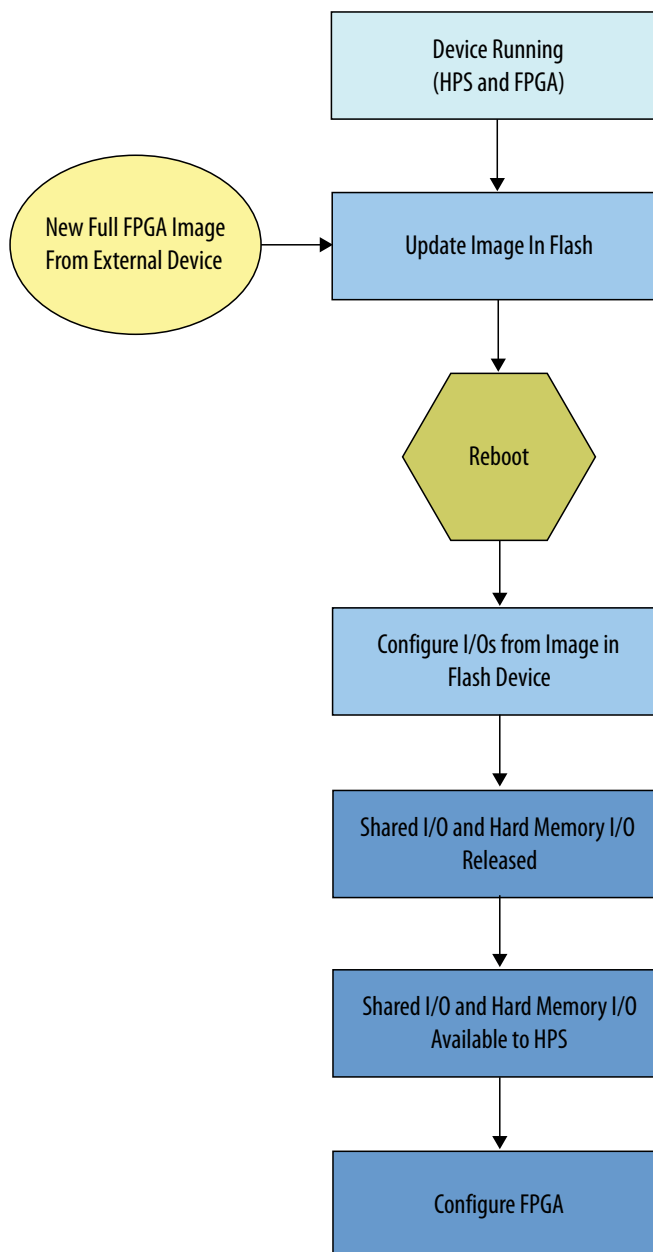 Device Running
(HPS and FPGA)
New Full FPGA Image
From External Device
Update Image In Flash
Reboot
Configure I/Os from Image in
Flash Device
Shared I/O and Hard Memory I/O
Released
Shared I/O and Hard Memory I/O
Available to HPS
Configure FPGA